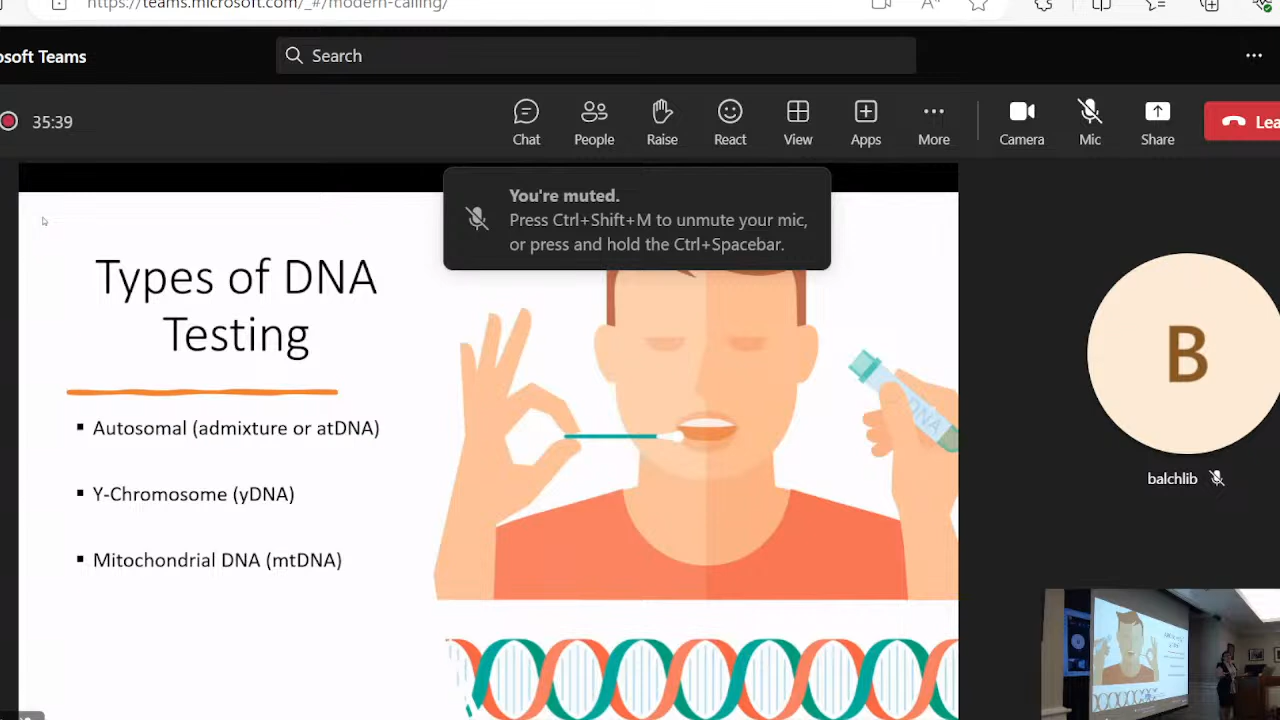 https://teams.microsoft.com/_#/modern-calling/
osoft Teams
Search
35:39
Chat
People
Raise
React
View
Apps
More
Camera
Mic
Share
Lea
You're muted.
Press Ctrl+Shift+M to unmute your mic,
or press and hold the Ctrl+Spacebar.
Types of DNA
Testing
▪ Autosomal (admixture or atDNA)
▪ Y-Chromosome (yDNA)
▪ Mitochondrial DNA (mtDNA)
DNA
B
balchlib